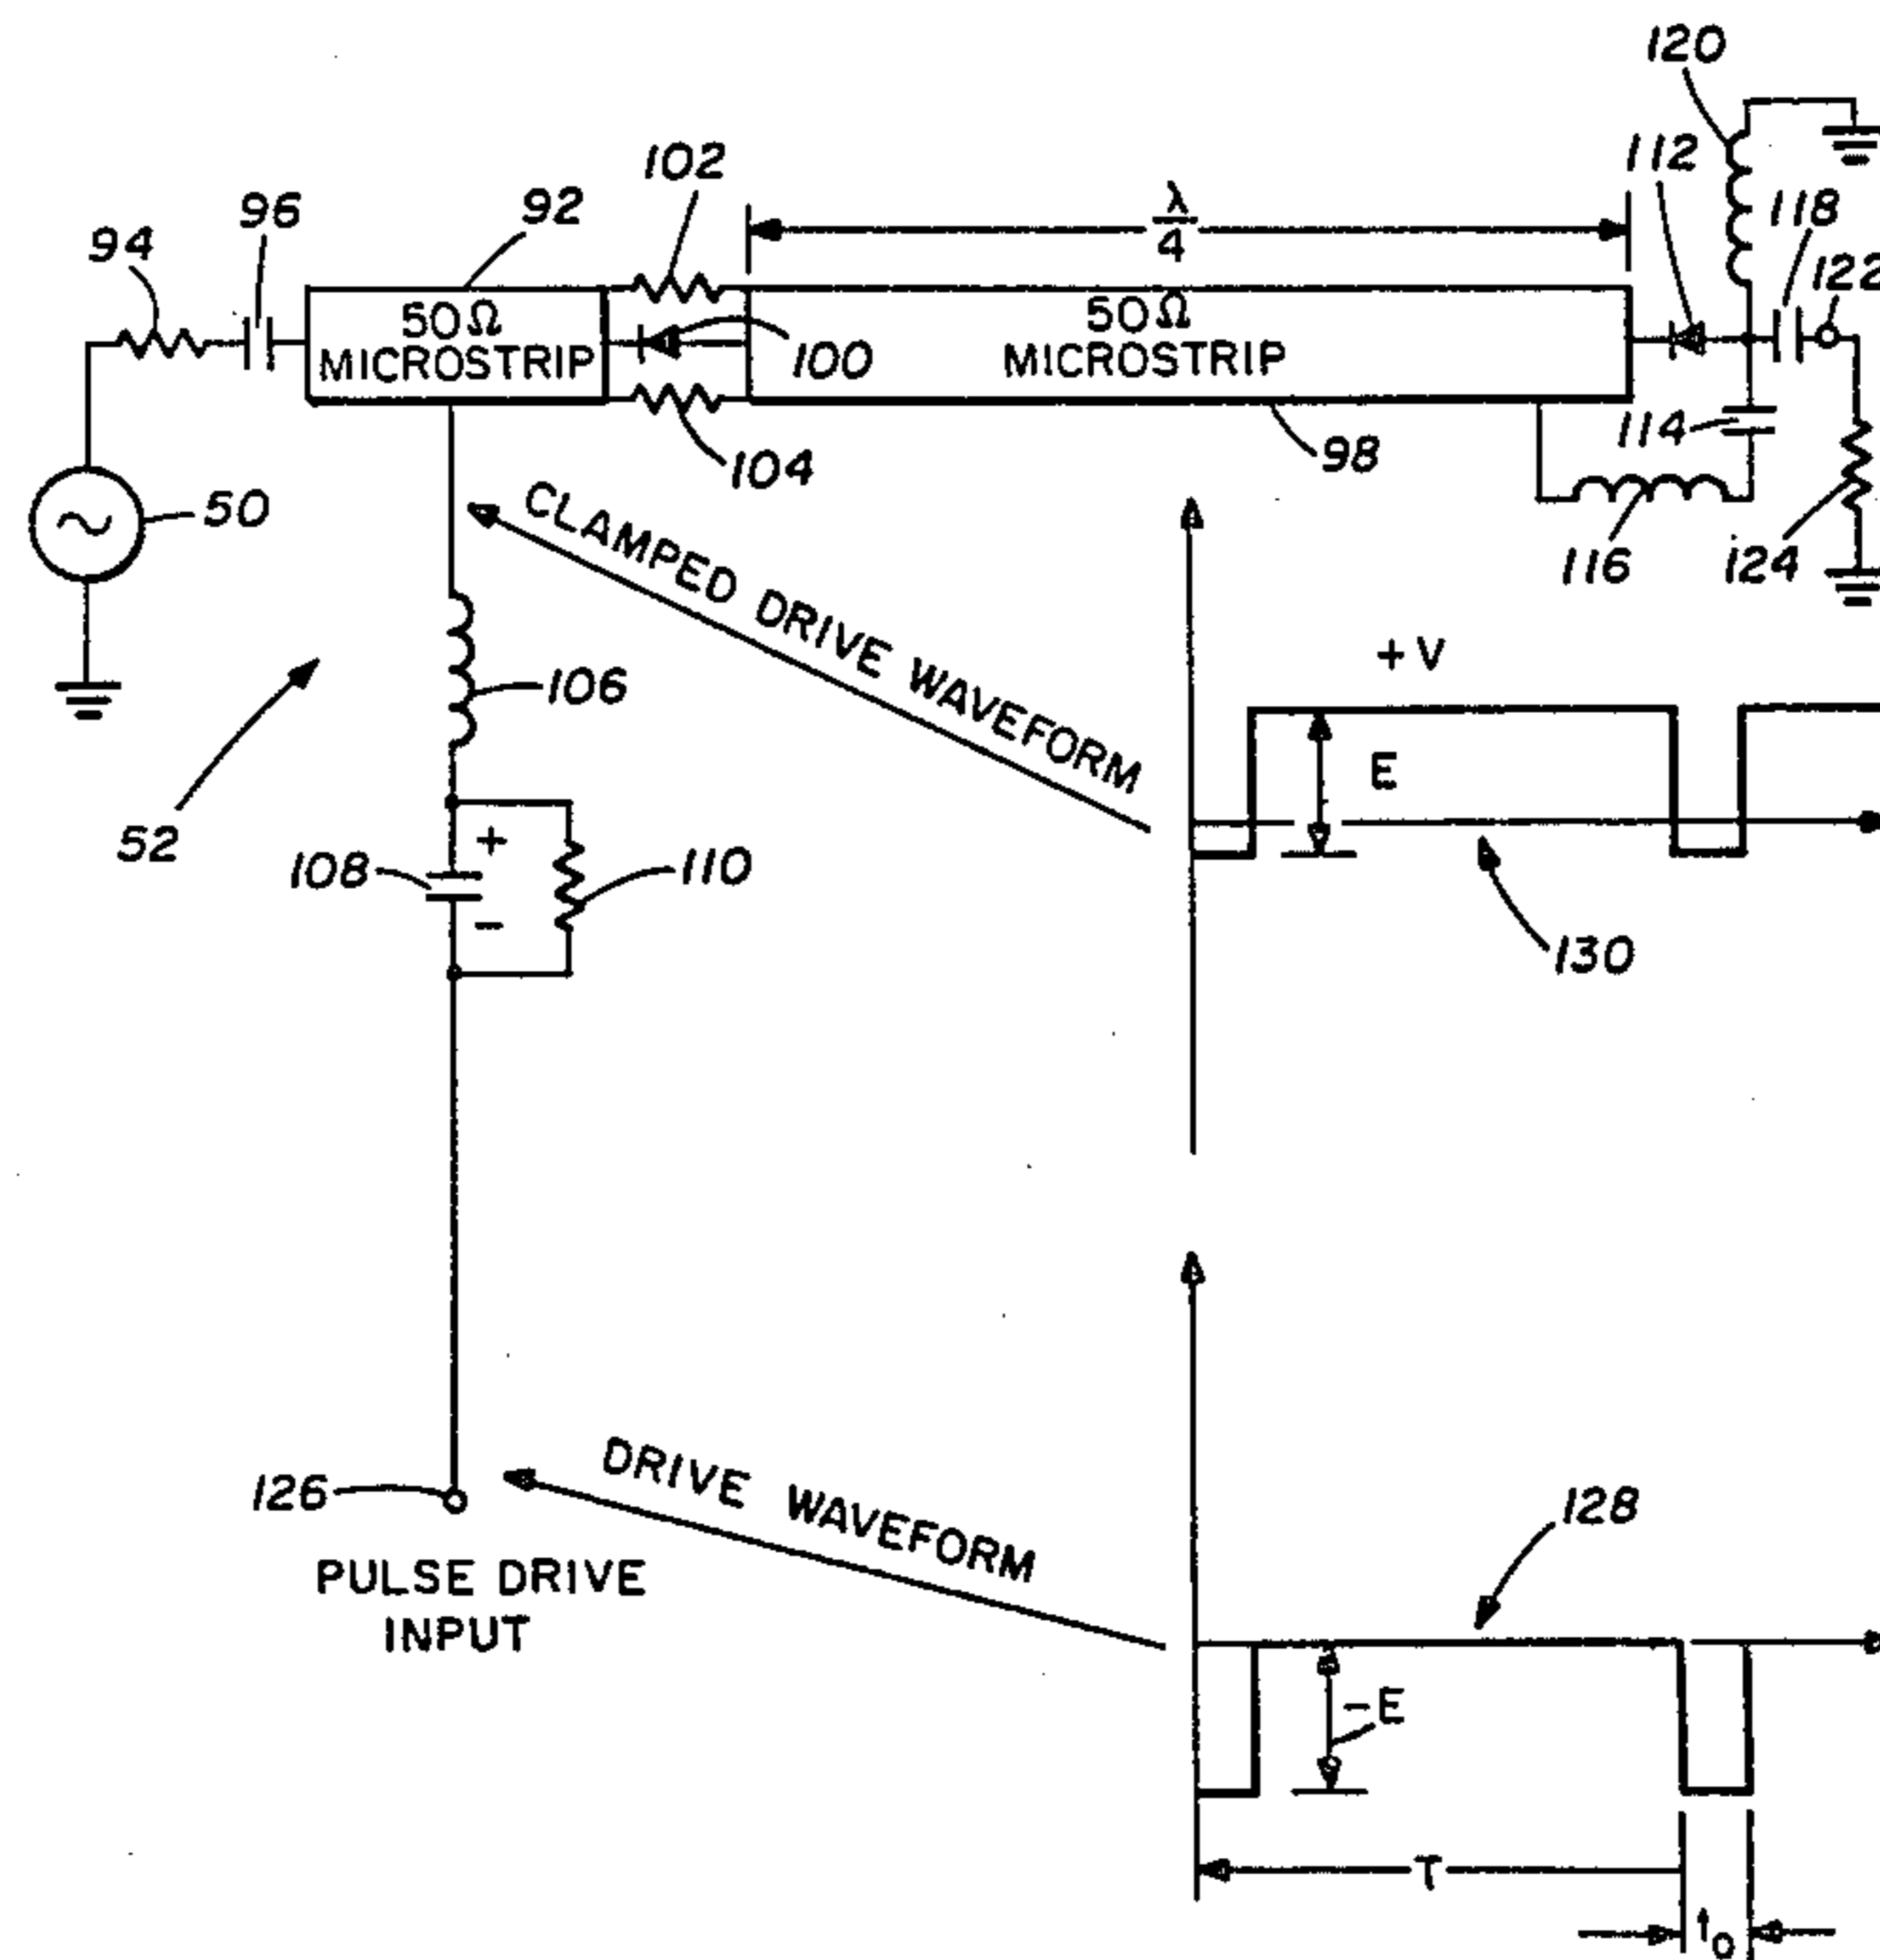 120
102
112
96
92
λ/4
118
94
122
50Ω
MICROSTRIP
50Ω
MICROSTRIP
100
114
104
98
50
116
124
CLAMPED DRIVE WAVEFORM
+V
106
E
52
+
108
110
−
130
DRIVE WAVEFORM
126
128
PULSE DRIVE
INPUT
−E
T
to